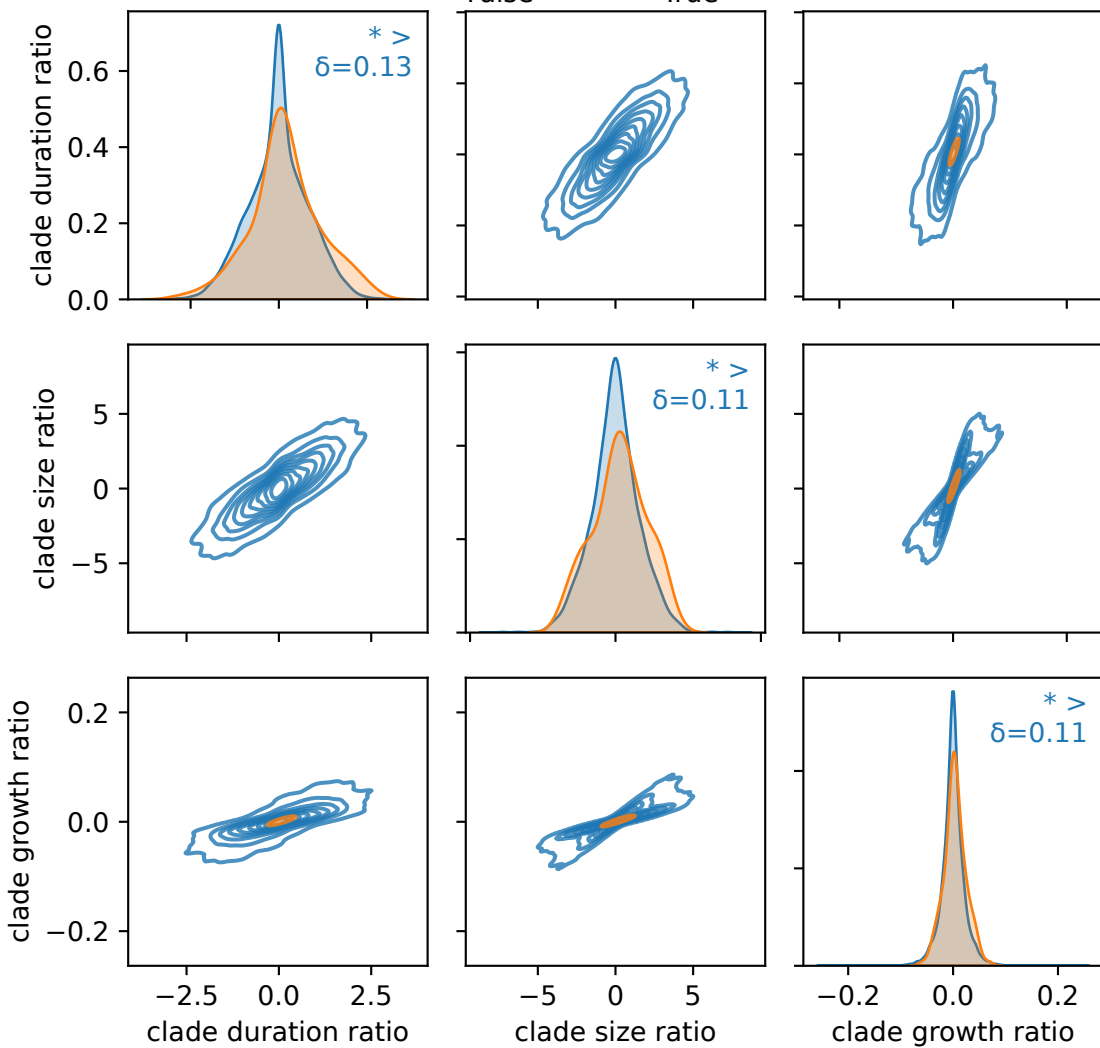 clade duration ratio
0.6
0.4
0.2
0.0
* >
δ=0.13
clade size ratio
5
0
−5
* >
δ=0.11
clade growth ratio
0.2
0.0
−0.2
* >
δ=0.11
−2.5 0.0 2.5
−5 0 5
−0.2 0.0 0.2
clade duration ratio
clade size ratio
clade growth ratio